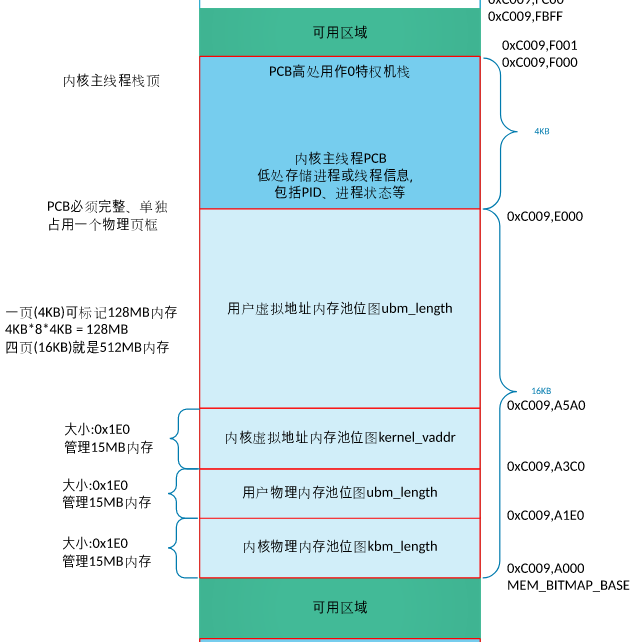 0xC009,FC00
0xC009,FBFF
可用区域
0xC009,F001
0xC009,F000
内核主线程栈顶
PCB高处用作0特权机栈
4KB
内核主线程PCB
低处存储进程或线程信息,
包括PID、进程状态等
PCB必须完整、单独
占用一个物理页框
0xC009,E000
一页(4KB)可标记128MB内存
4KB*8*4KB = 128MB
四页(16KB)就是512MB内存
用户虚拟地址内存池位图ubm_length
16KB
0xC009,A5A0
大小:0x1E0
管理15MB内存
内核虚拟地址内存池位图kernel_vaddr
0xC009,A3C0
大小:0x1E0
管理15MB内存
用户物理内存池位图ubm_length
0xC009,A1E0
大小:0x1E0
管理15MB内存
内核物理内存池位图kbm_length
0xC009,A000
MEM_BITMAP_BASE
可用区域